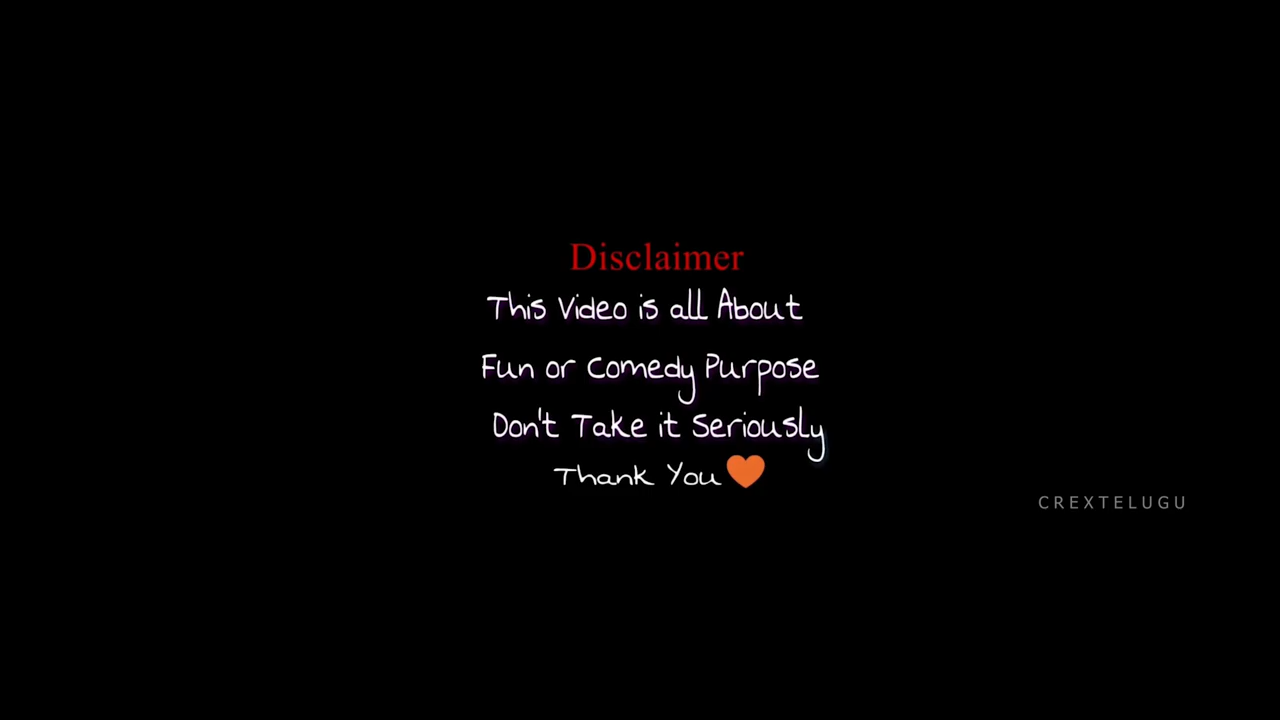 Disclaimer
This Video is all About
Fun or Comedy Purpose
Don't Take it Seriously
Thank You🧡
CREXTELUGU